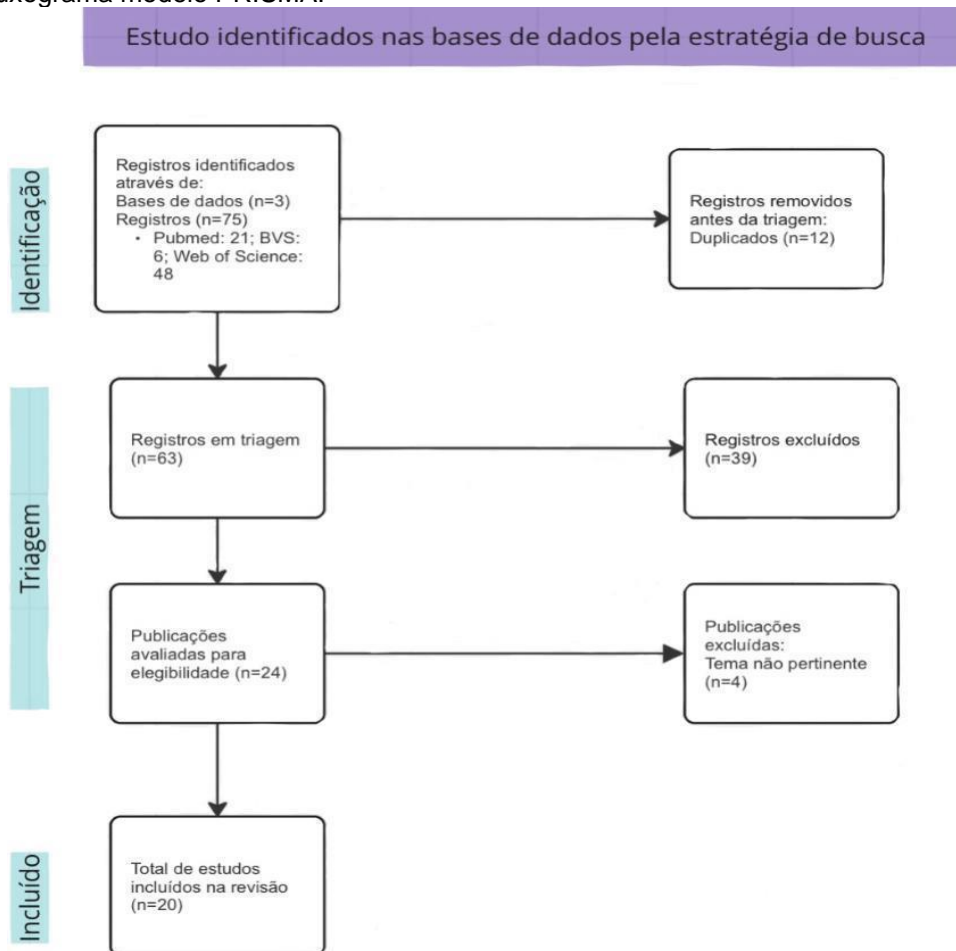 uxograma modelo PRISMA.
Estudo identificados nas bases de dados pela estratégia de busca
Identificação
Registros identificados
através de:
Bases de dados (n=3)
Registros (n=75)
• Pubmed: 21; BVS:
6; Web of Science:
48
Registros removidos
antes da triagem:
Duplicados (n=12)
Triagem
Registros em triagem
(n=63)
Registros excluídos
(n=39)
Publicações
avaliadas para
elegibilidade (n=24)
Publicações
excluídas:
Tema não pertinente
(n=4)
Incluído
Total de estudos
incluídos na revisão
(n=20)